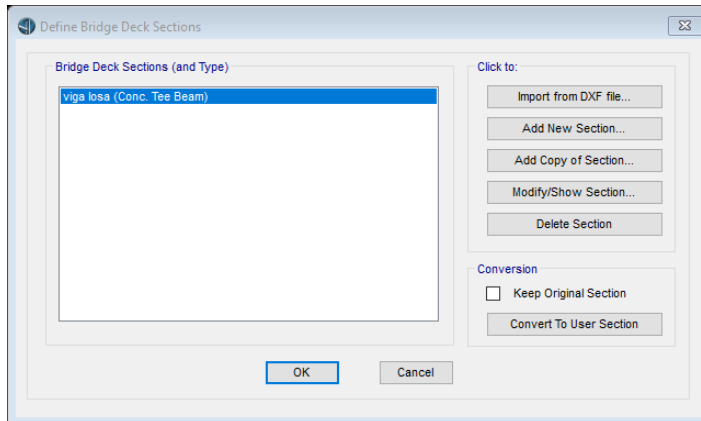 Define Bridge Deck Sections
Bridge Deck Sections (and Type)
viga losa (Conc. Tee Beam)
Click to:
Import from DXF file...
Add New Section...
Add Copy of Section...
Modify/Show Section...
Delete Section
Conversion
Keep Original Section
Convert To User Section
OK
Cancel